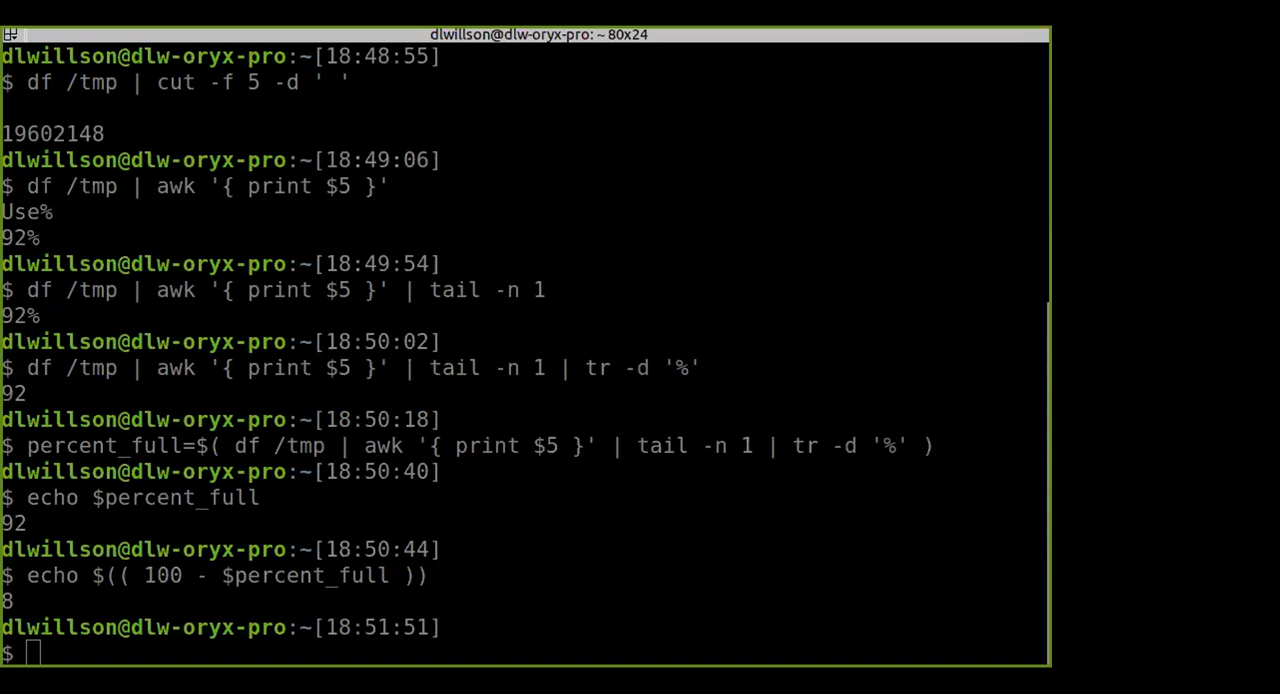 dlwillson@dlw-oryx-pro: ~ 80x24
dlwillson@dlw-oryx-pro:~[18:48:55]
$ df /tmp | cut -f 5 -d ' '
19602148
dlwillson@dlw-oryx-pro:~[18:49:06]
$ df /tmp | awk '{ print $5 }'
Use%
92%
dlwillson@dlw-oryx-pro:~[18:49:54]
$ df /tmp | awk '{ print $5 }' | tail -n 1
92%
dlwillson@dlw-oryx-pro:~[18:50:02]
$ df /tmp | awk '{ print $5 }' | tail -n 1 | tr -d '%'
92
dlwillson@dlw-oryx-pro:~[18:50:18]
$ percent_full=$( df /tmp | awk '{ print $5 }' | tail -n 1 | tr -d '%' )
dlwillson@dlw-oryx-pro:~[18:50:40]
$ echo $percent_full
92
dlwillson@dlw-oryx-pro:~[18:50:44]
$ echo $(( 100 - $percent_full ))
8
dlwillson@dlw-oryx-pro:~[18:51:51]
$